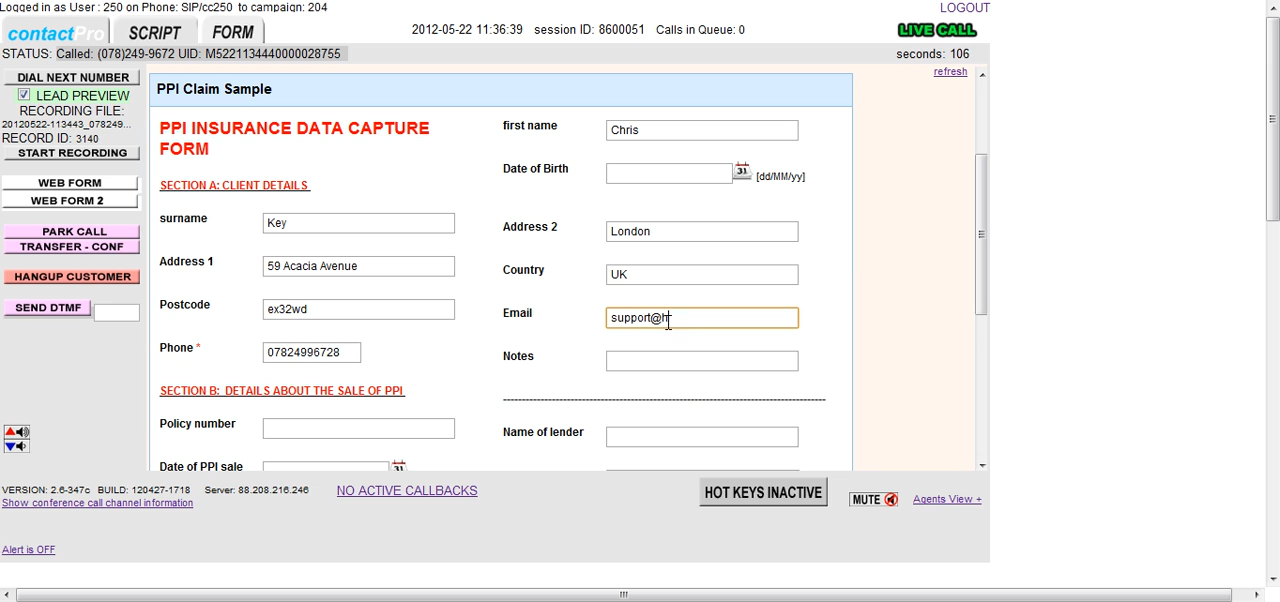 Logged in as User : 250 on Phone: SIP/cc250 to campaign: 204
LOGOUT
contactPro
SCRIPT
FORM
2012-05-22 11:36:39 session ID: 8600051 Calls in Queue: 0
LIVE CALL
STATUS: Called: (078)249-9672 UID: M5221134440000028755
seconds: 106
DIAL NEXT NUMBER
LEAD PREVIEW
RECORDING FILE:
20120522-113443_078249...
RECORD ID: 3140
START RECORDING
WEB FORM
WEB FORM 2
PARK CALL
TRANSFER - CONF
HANGUP CUSTOMER
SEND DTMF
refresh
PPI Claim Sample
PPI INSURANCE DATA CAPTURE
FORM
SECTION A: CLIENT DETAILS
surname Key
Address 1 59 Acacia Avenue
Postcode ex32wd
Phone * 07824996728
SECTION B: DETAILS ABOUT THE SALE OF PPI
Policy number
Date of PPI sale
31
first name Chris
Date of Birth 31 [dd/MM/yy]
Address 2 London
Country UK
Email support@h
Notes
--------------------------------------------------------------------------------
Name of lender
VERSION: 2.6-347c BUILD: 120427-1718 Server: 88.208.216.246
NO ACTIVE CALLBACKS
HOT KEYS INACTIVE
MUTE
Agents View +
Show conference call channel information
Alert is OFF